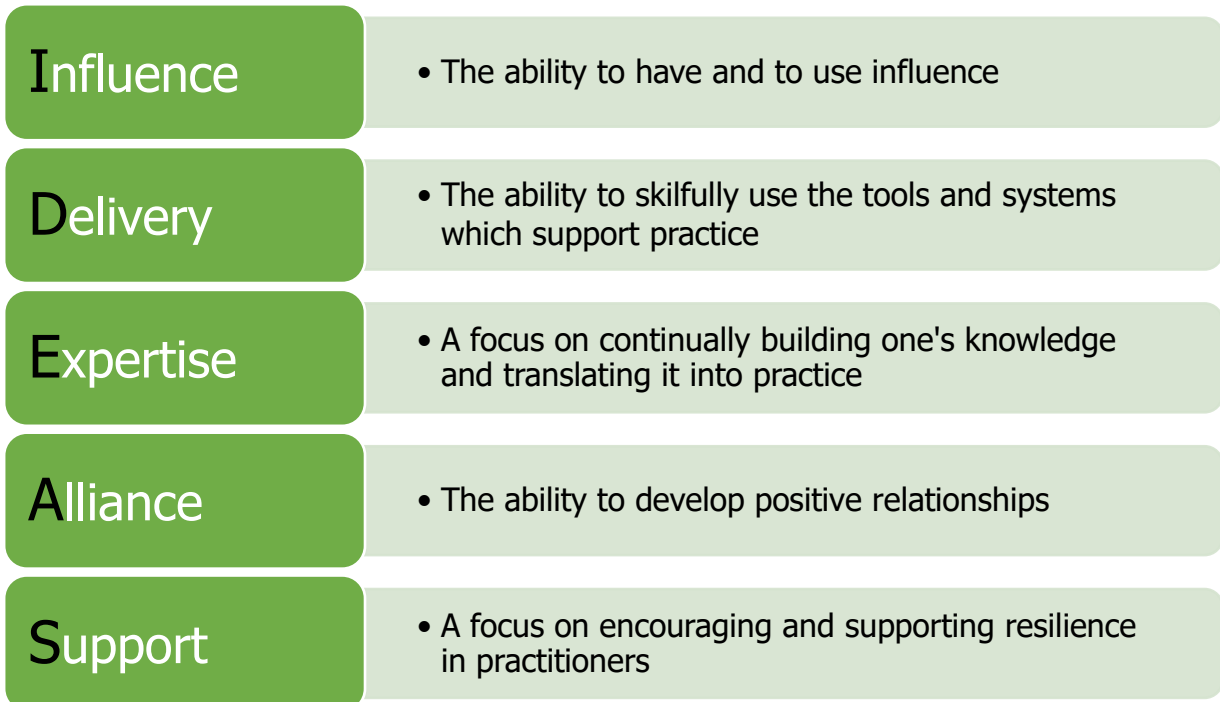 Influence
• The ability to have and to use influence
Delivery
• The ability to skilfully use the tools and systems
which support practice
Expertise
• A focus on continually building one's knowledge
and translating it into practice
Alliance
• The ability to develop positive relationships
Support
• A focus on encouraging and supporting resilience
in practitioners